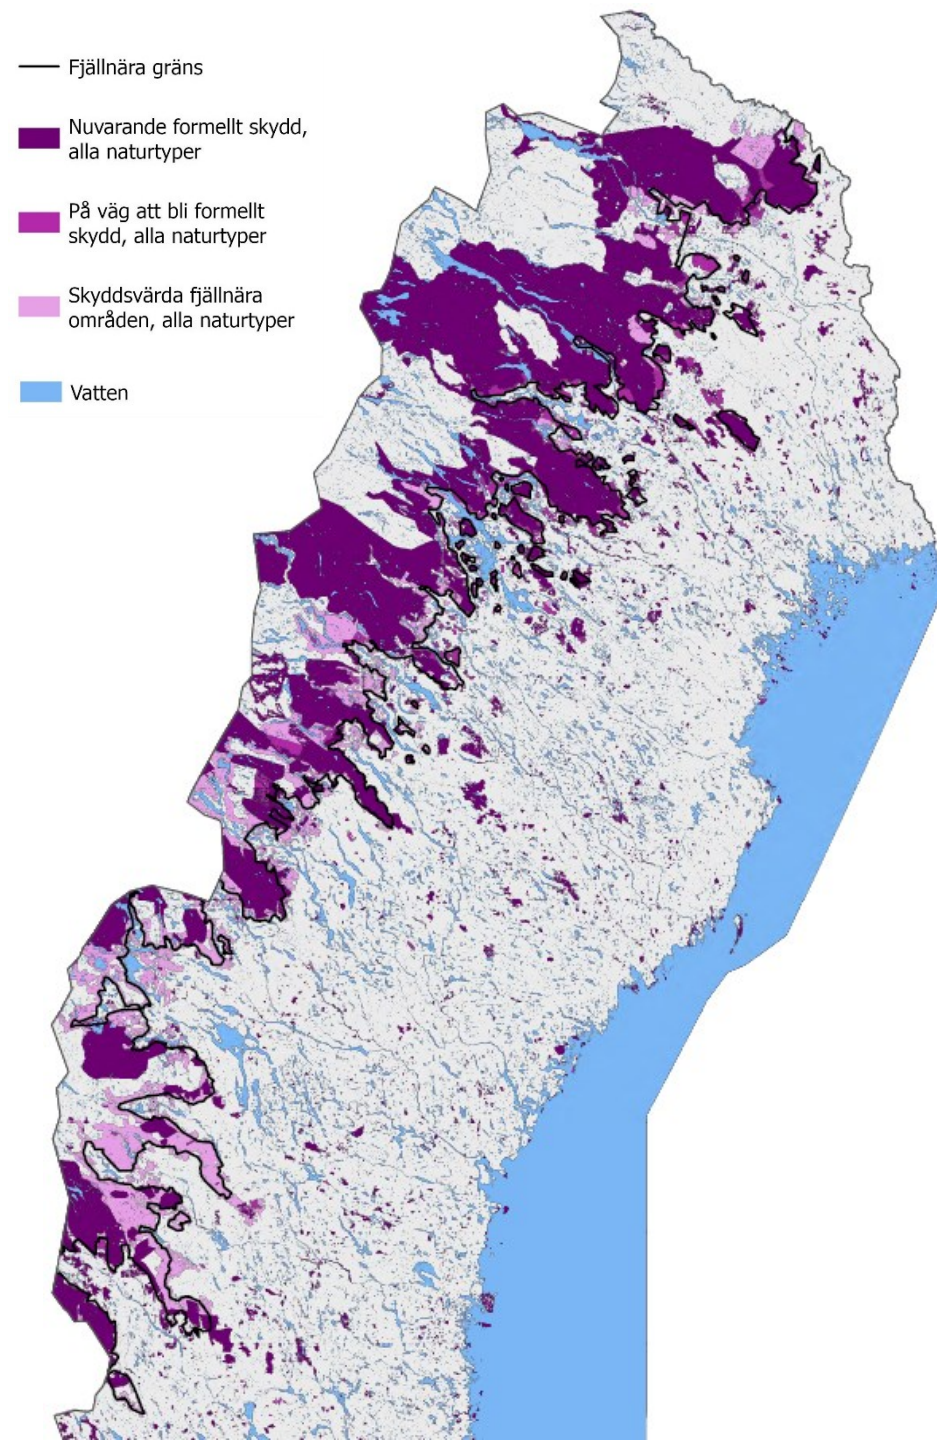 Fjällnära gräns
Nuvarande formellt skydd,
alla naturtyper
På väg att bli formellt
skydd, alla naturtyper
Skyddsvärda fjällnära
områden, alla naturtyper
Vatten